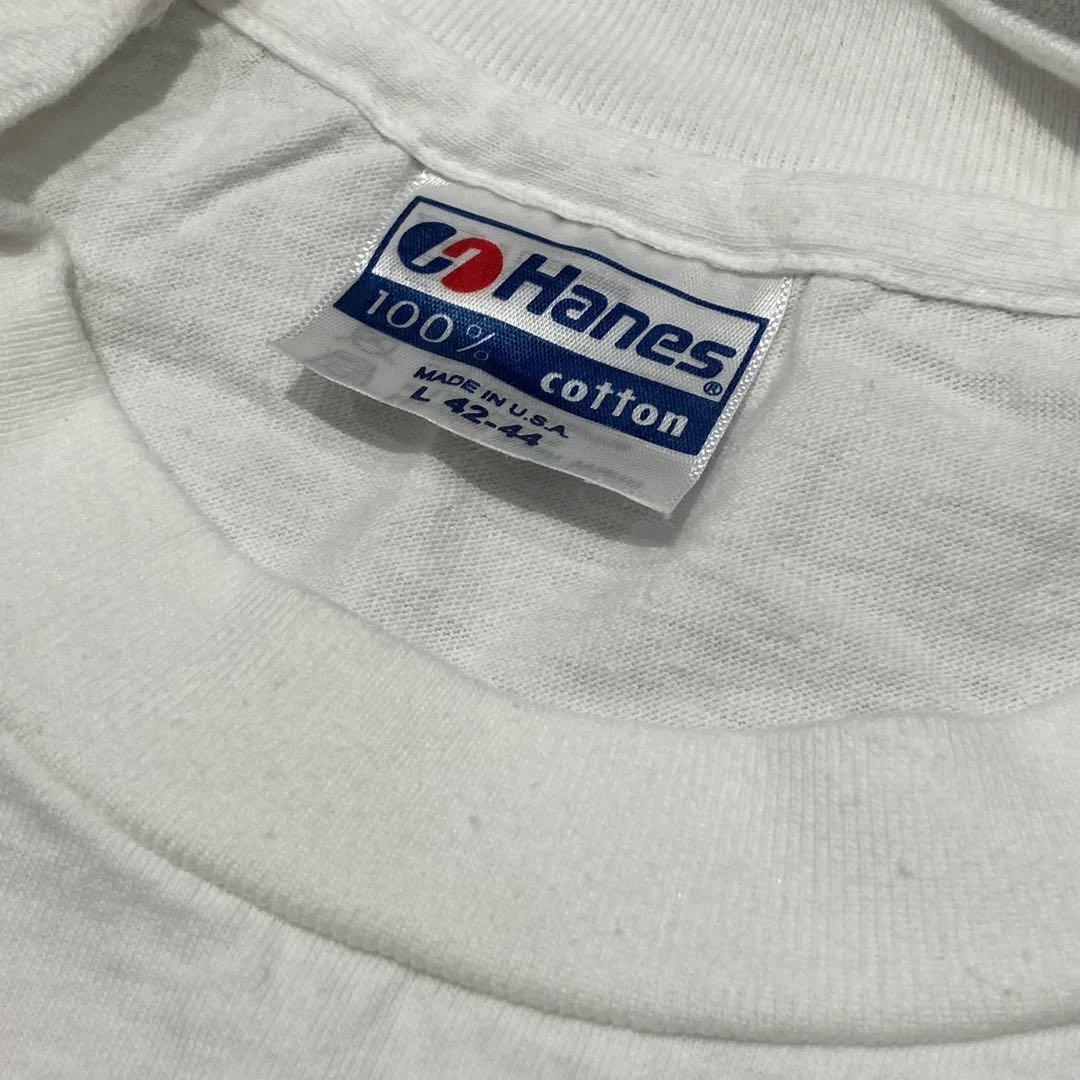 Hanes®
100% cotton
MADE IN U.S.A.
L 42-44